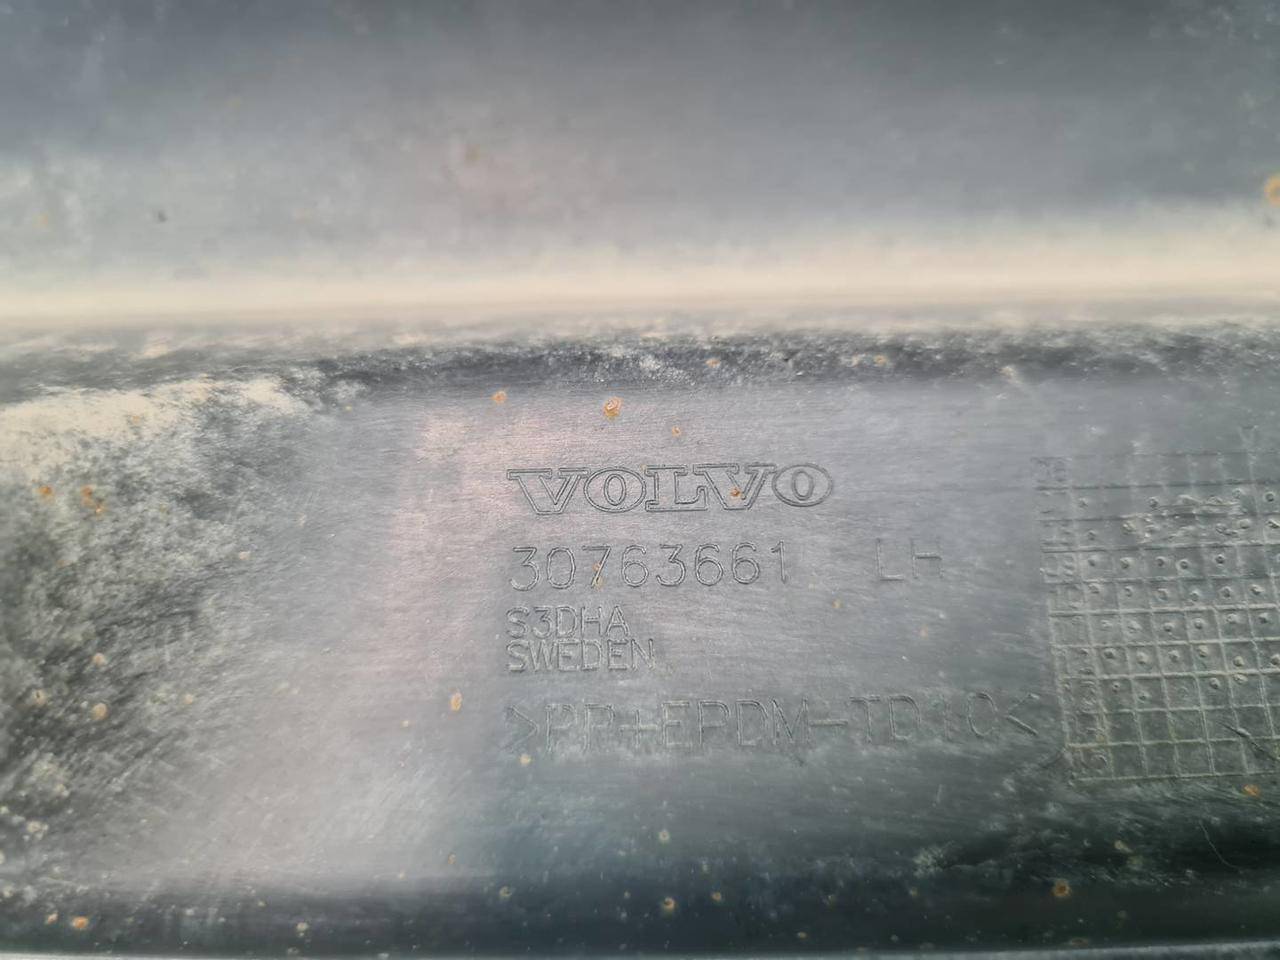 VOLVO
30763661 LH
S3DHA
SWEDEN
>PP+EPDM-TD10<